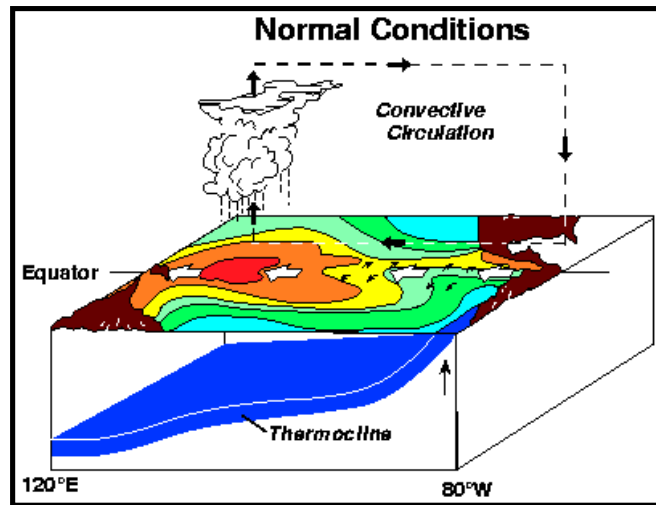 Normal Conditions
Convective
Circulation
Equator
Thermocline
120°E
80°W